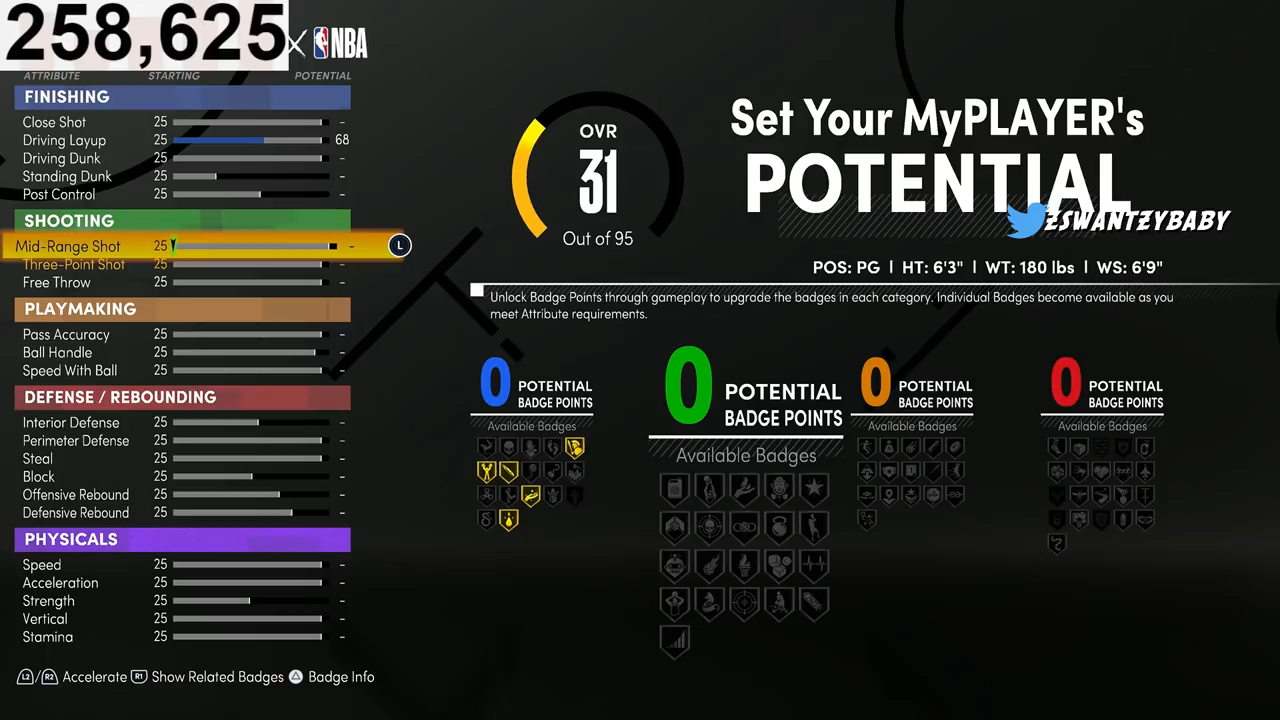 258,625
X NBA
ATTRIBUTE STARTING POTENTIAL
FINISHING
Close Shot 25 -
Driving Layup 25 68
Driving Dunk 25 -
Standing Dunk 25 -
Post Control 25 -
SHOOTING
Mid-Range Shot 25 - L
Three-Point Shot 25 -
Free Throw 25 -
PLAYMAKING
Pass Accuracy 25 -
Ball Handle 25 -
Speed With Ball 25 -
DEFENSE / REBOUNDING
Interior Defense 25 -
Perimeter Defense 25 -
Steal 25 -
Block 25 -
Offensive Rebound 25 -
Defensive Rebound 25 -
PHYSICALS
Speed 25 -
Acceleration 25 -
Strength 25 -
Vertical 25 -
Stamina 25 -
L2/R2 Accelerate R1 Show Related Badges Badge Info
OVR
31
Out of 95
Set Your MyPLAYER's
POTENTIAL
ZSWANTZYBABY
POS: PG | HT: 6'3" | WT: 180 lbs | WS: 6'9"
Unlock Badge Points through gameplay to upgrade the badges in each category. Individual Badges become available as you
meet Attribute requirements.
0 POTENTIAL
BADGE POINTS
Available Badges
0 POTENTIAL
BADGE POINTS
Available Badges
0 POTENTIAL
BADGE POINTS
Available Badges
0 POTENTIAL
BADGE POINTS
Available Badges